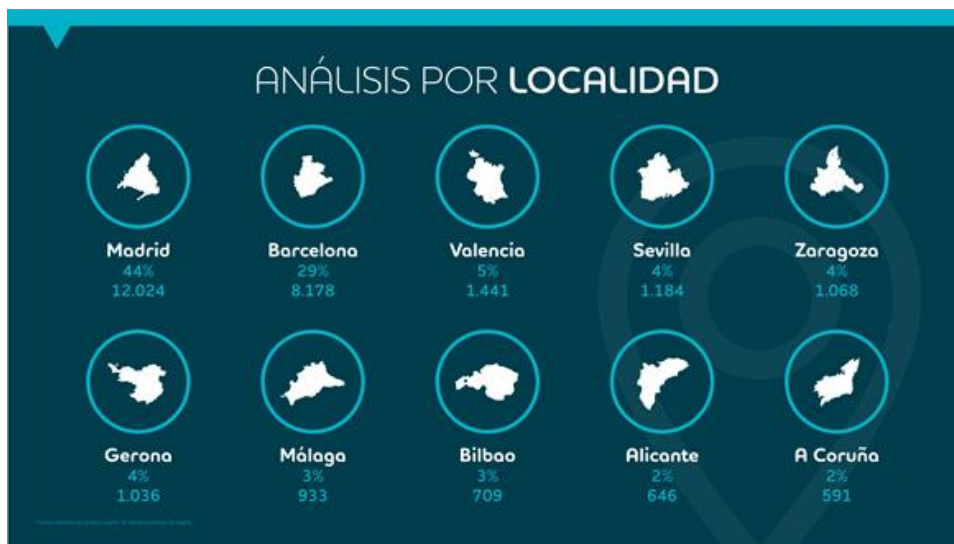 ANÁLISIS POR LOCALIDAD
Madrid
44%
12.024
Barcelona
29%
8.178
Valencia
5%
1.441
Sevilla
4%
1.184
Zaragoza
4%
1.068
Gerona
4%
1.036
Málaga
3%
933
Bilbao
3%
709
Alicante
2%
646
A Coruña
2%
591